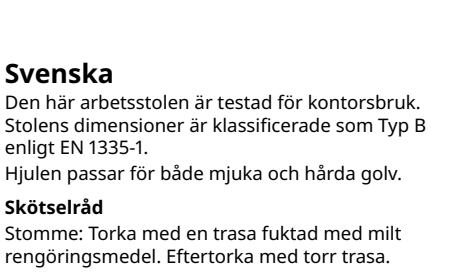 Svenska
Den här arbetsstolen är testad för kontorsbruk.
Stolens dimensioner är klassificerade som Typ B
enligt EN 1335-1.
Hjulen passar för både mjuka och hårda golv.
Skötselråd
Stomme: Torka med en trasa fuktad med milt
rengöringsmedel. Eftertorka med torr trasa.